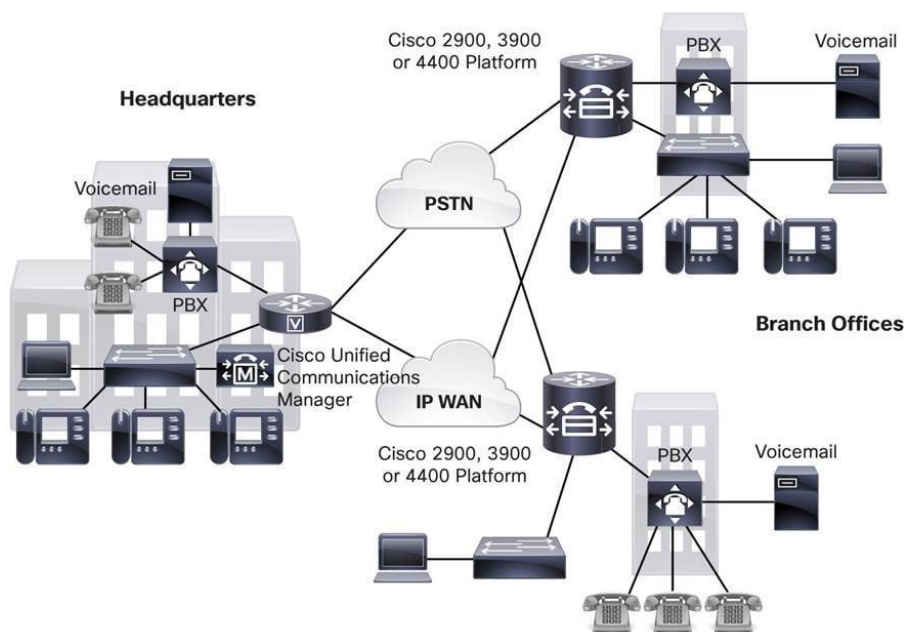 Headquarters
Voicemail
PBX
V
Cisco Unified
Communications
Manager
M
PSTN
IP WAN
Cisco 2900, 3900
or 4400 Platform
PBX
Voicemail
Branch Offices
Cisco 2900, 3900
or 4400 Platform
PBX
Voicemail